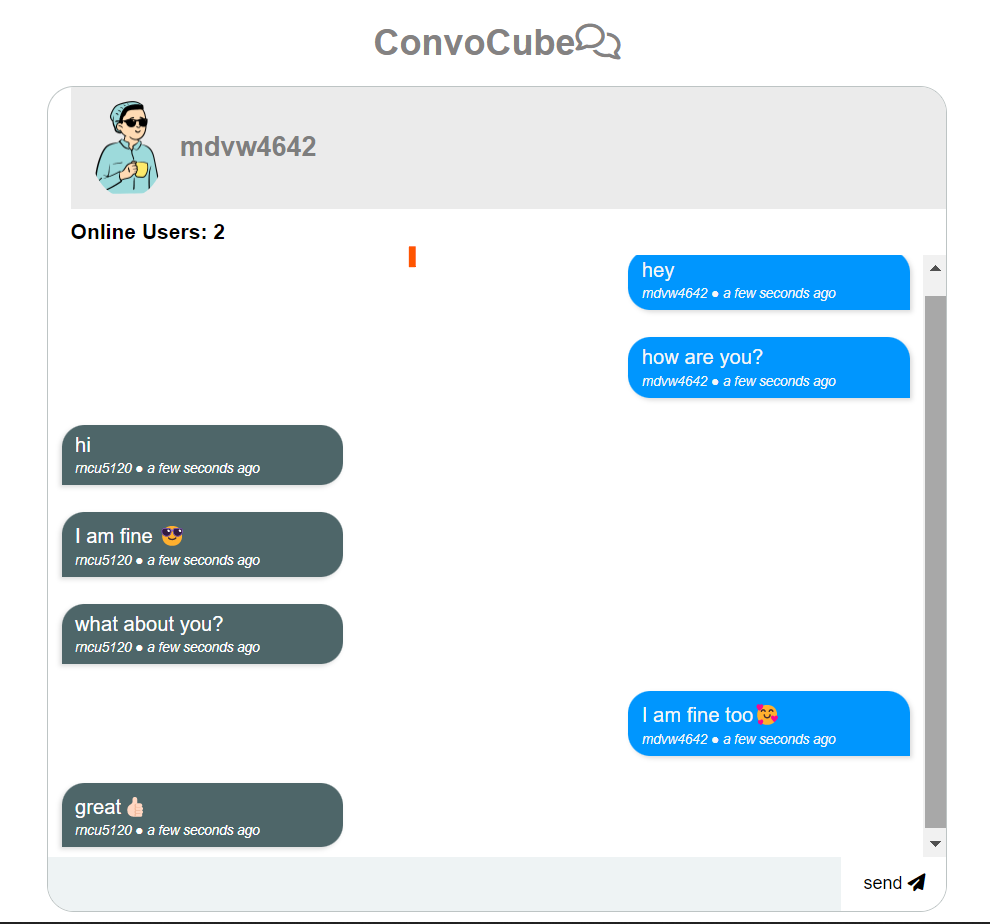 ConvoCube
mdvw4642
Online Users: 2
hey
mdvw4642 ● a few seconds ago
how are you?
mdvw4642 ● a few seconds ago
hi
rncu5120 ● a few seconds ago
I am fine 😎
rncu5120 ● a few seconds ago
what about you?
rncu5120 ● a few seconds ago
I am fine too🥰
mdvw4642 ● a few seconds ago
great👍🏻
rncu5120 ● a few seconds ago
send